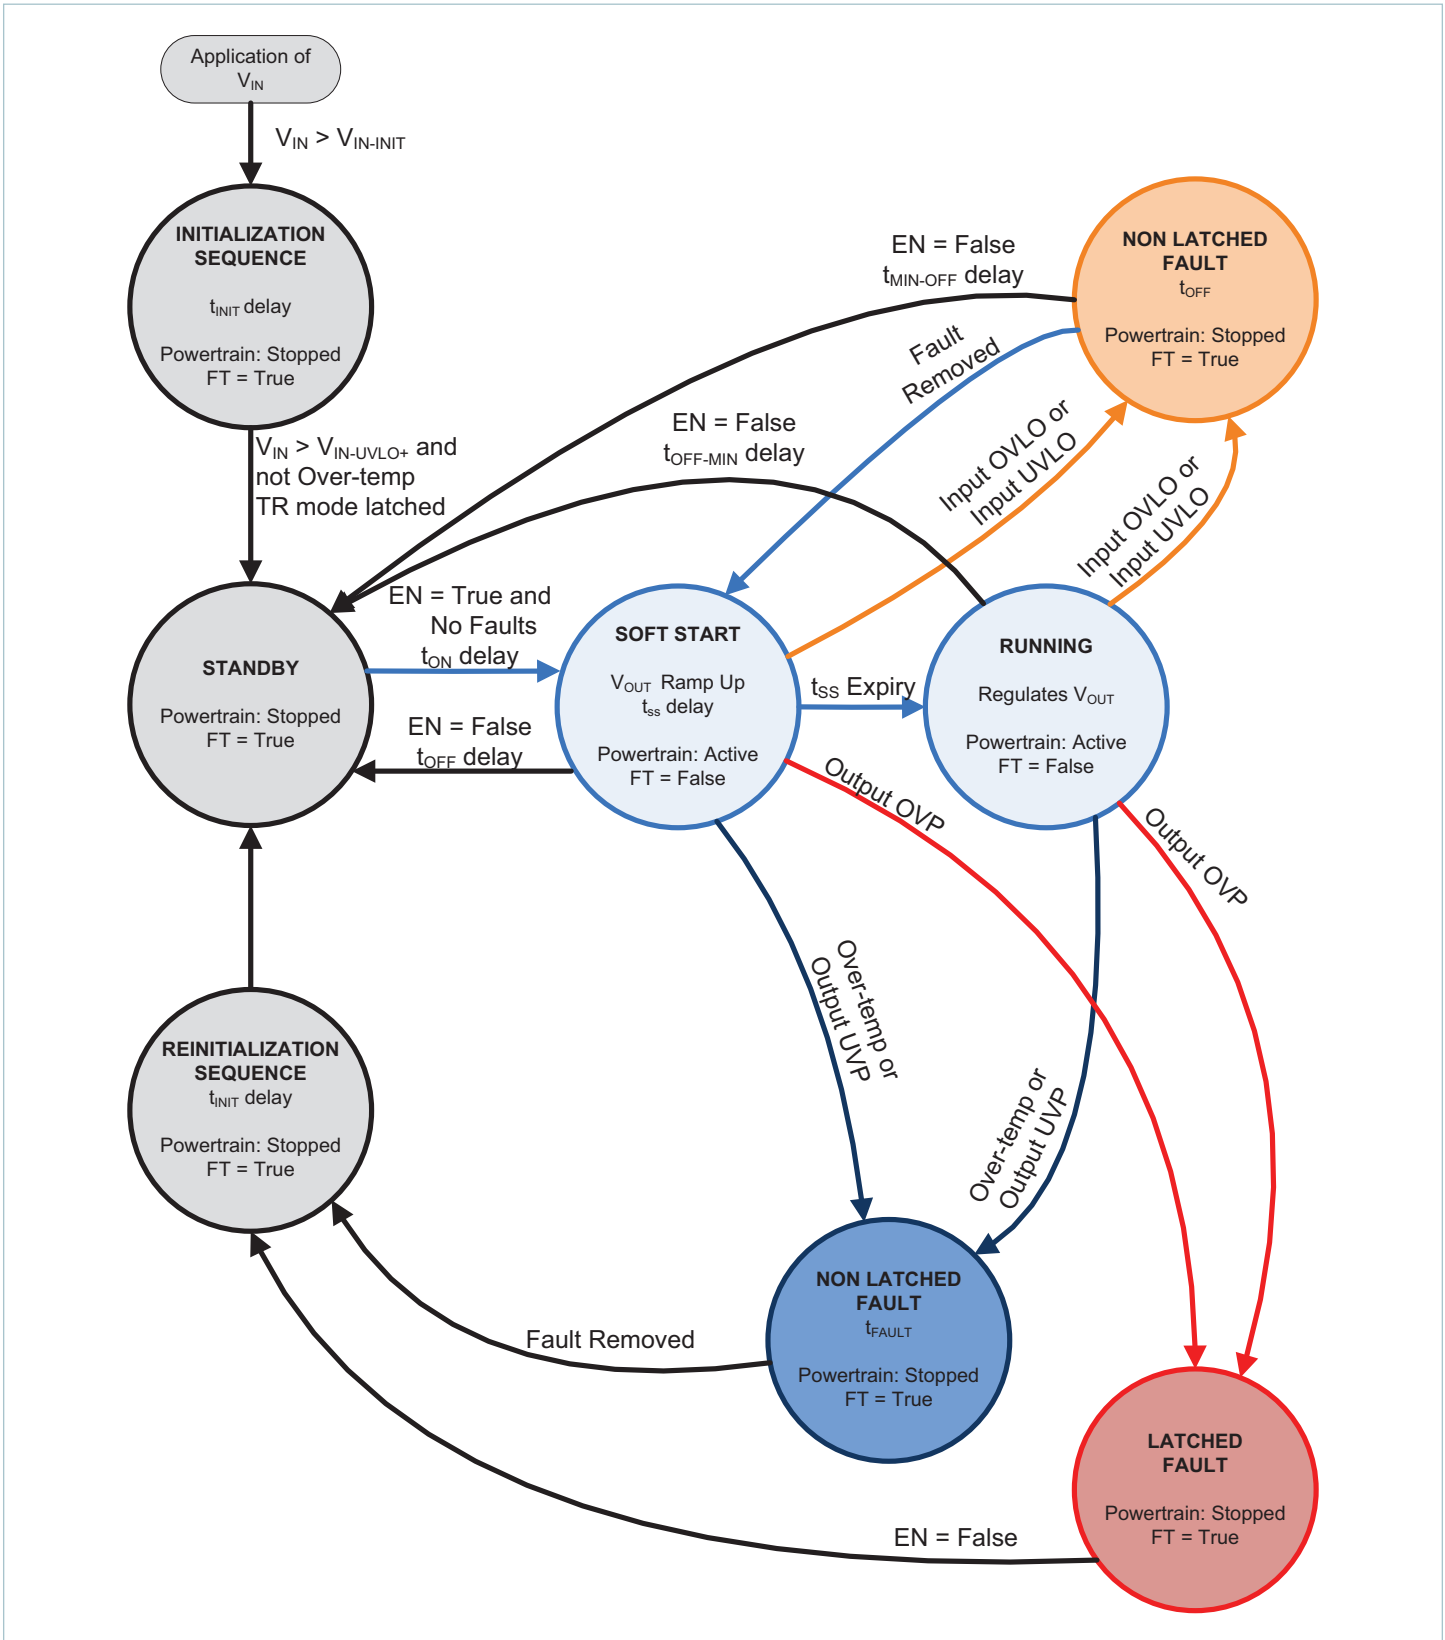 Application of
VIN
VIN > VIN-INIT
INITIALIZATION
SEQUENCE
tINIT delay
Powertrain: Stopped
FT = True
VIN > VIN-UVLO+ and
not Over-temp
TR mode latched
EN = False
tMIN-OFF delay
NON LATCHED
FAULT
tOFF
Powertrain: Stopped
FT = True
Fault
Removed
EN = False
tOFF-MIN delay
Input OVLO or
Input UVLO
Input OVLO or
Input UVLO
STANDBY
Powertrain: Stopped
FT = True
EN = True and
No Faults
tON delay
EN = False
tOFF delay
SOFT START
VOUT Ramp Up
tss delay
Powertrain: Active
FT = False
tSS Expiry
RUNNING
Regulates VOUT
Powertrain: Active
FT = False
Output OVP
Output OVP
Over-temp or
Output UVP
Over-temp or
Output UVP
REINITIALIZATION
SEQUENCE
tINIT delay
Powertrain: Stopped
FT = True
Fault Removed
NON LATCHED
FAULT
tFAULT
Powertrain: Stopped
FT = True
EN = False
LATCHED
FAULT
Powertrain: Stopped
FT = True